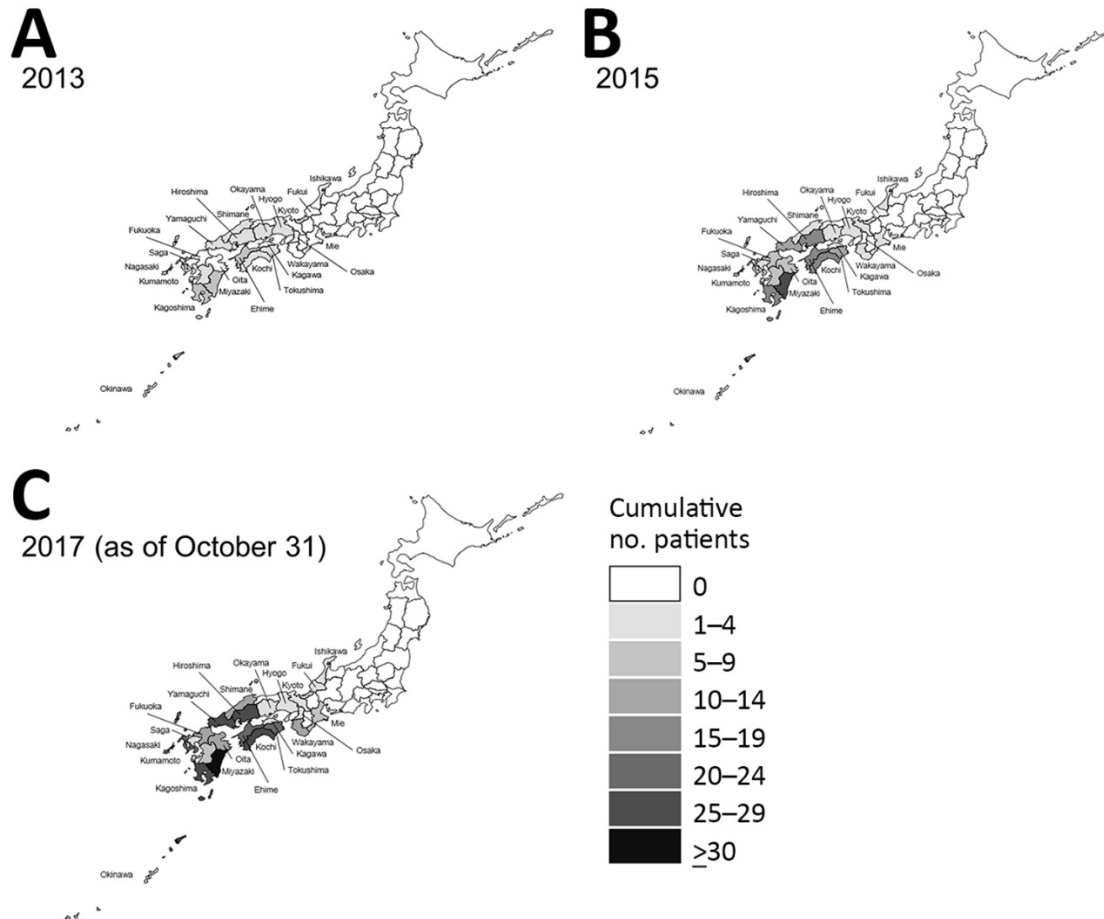 A
2013
Ishikawa
Okayama
Fukui
Hiroshima
Hyogo
Kyoto
Shimane
Yamaguchi
Fukuoka
Saga
Mie
Nagasaki
Wakayama
Osaka
Kochi
Kagawa
Kumamoto
Oita
Miyazaki
Tokushima
Kagoshima
Ehime
Okinawa
B
2015
Ishikawa
Okayama
Fukui
Hiroshima
Hyogo
Kyoto
Shimane
Yamaguchi
Fukuoka
Saga
Mie
Nagasaki
Wakayama
Osaka
Kochi
Kagawa
Kumamoto
Oita
Miyazaki
Tokushima
Kagoshima
Ehime
Okinawa
C
2017 (as of October 31)
Ishikawa
Okayama
Fukui
Hiroshima
Hyogo
Kyoto
Shimane
Yamaguchi
Fukuoka
Saga
Mie
Nagasaki
Wakayama
Osaka
Kochi
Kagawa
Kumamoto
Oita
Miyazaki
Tokushima
Kagoshima
Ehime
Okinawa
Cumulative
no. patients
0
1–4
5–9
10–14
15–19
20–24
25–29
≥30